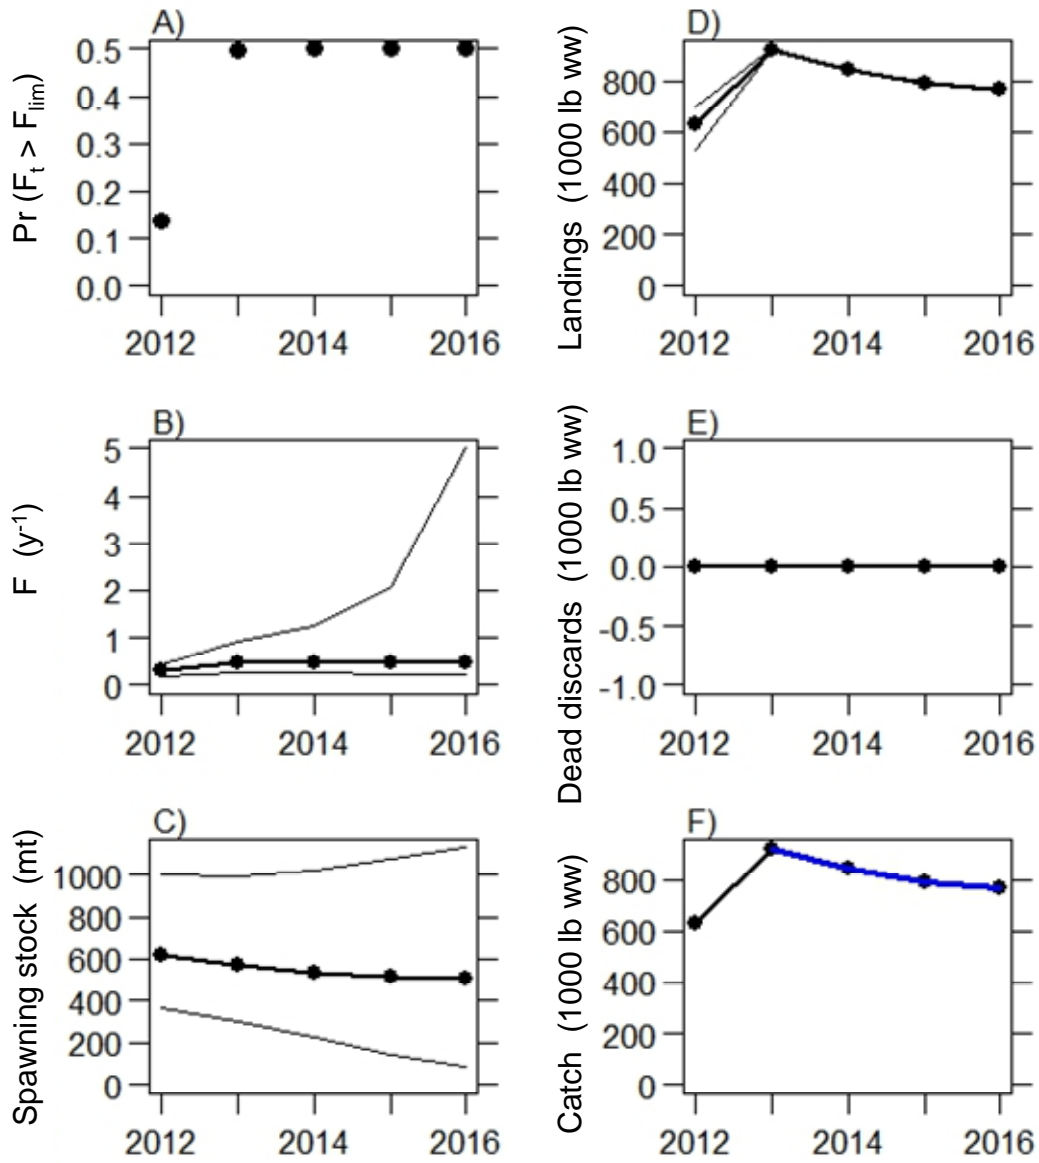 A)
Pr (Ft > Flim)
0.5
0.4
0.3
0.2
0.1
0.0
2012 2014 2016
D)
Landings (1000 lb ww)
800
600
400
200
0
2012 2014 2016
B)
F (y-1)
5
4
3
2
1
0
2012 2014 2016
E)
Dead discards (1000 lb ww)
1.0
0.5
0.0
-0.5
-1.0
2012 2014 2016
C)
Spawning stock (mt)
1000
800
600
400
200
0
2012 2014 2016
F)
Catch (1000 lb ww)
800
600
400
200
0
2012 2014 2016